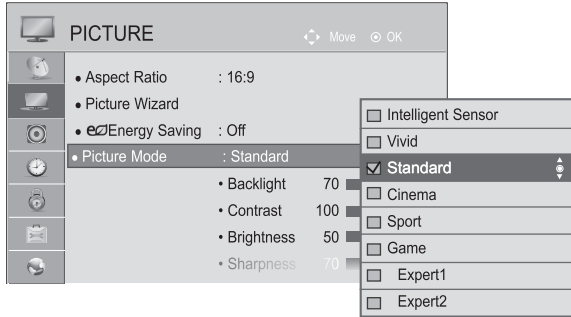 PICTURE
Move OK
• Aspect Ratio : 16:9
• Picture Wizard
• eco Energy Saving : Off
• Picture Mode : Standard
• Backlight 70
• Contrast 100
• Brightness 50
• Sharpness 70
Intelligent Sensor
Vivid
Standard
Cinema
Sport
Game
Expert1
Expert2